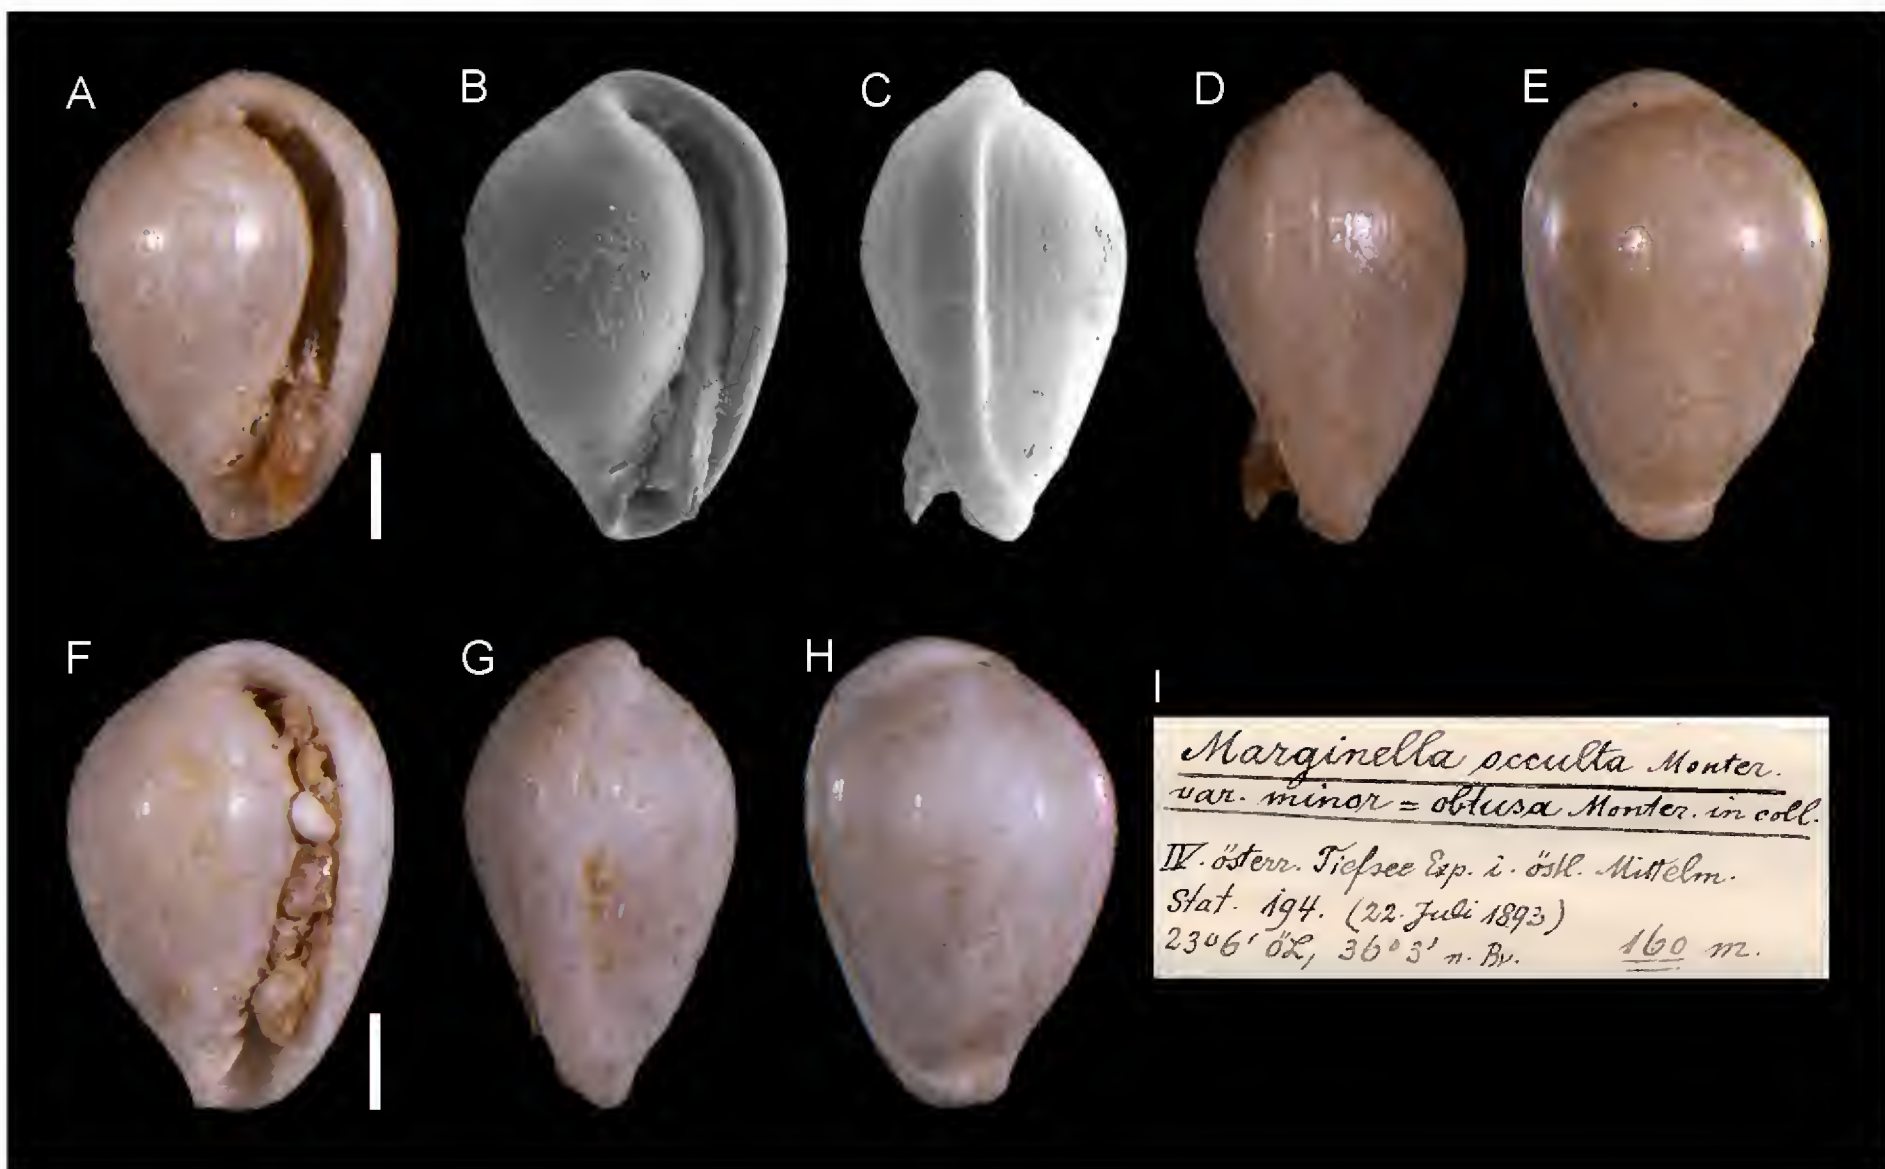 A
B
C
D
E
F
G
H
I
Marginella occulta Monter.
var. minor = obtusa Monter. in coll.
IV. österr. Tiefsee Exp. i. östl. Mittelm.
Stat. 194. (22. Juli 1893)
23°6' ÖL, 36°3' n. Br. 160 m.